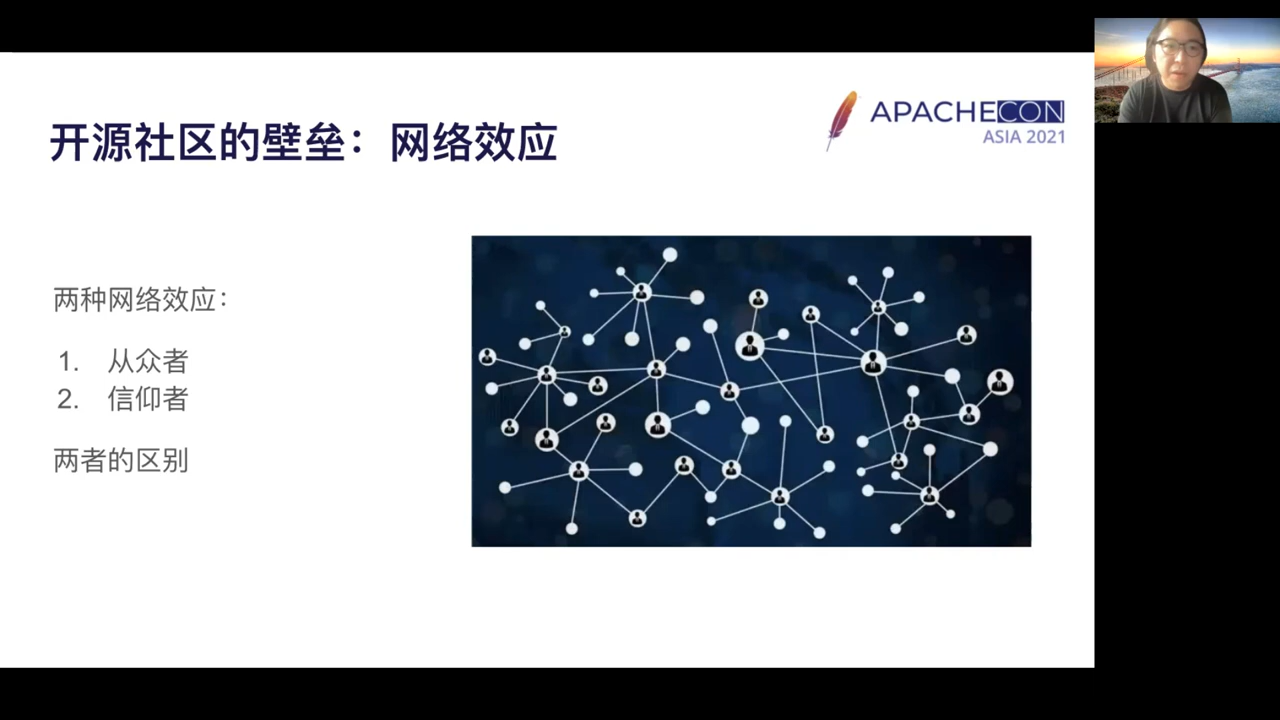 APACHECON
ASIA 2021
开源社区的壁垒：网络效应
两种网络效应：
1. 从众者
2. 信仰者
两者的区别